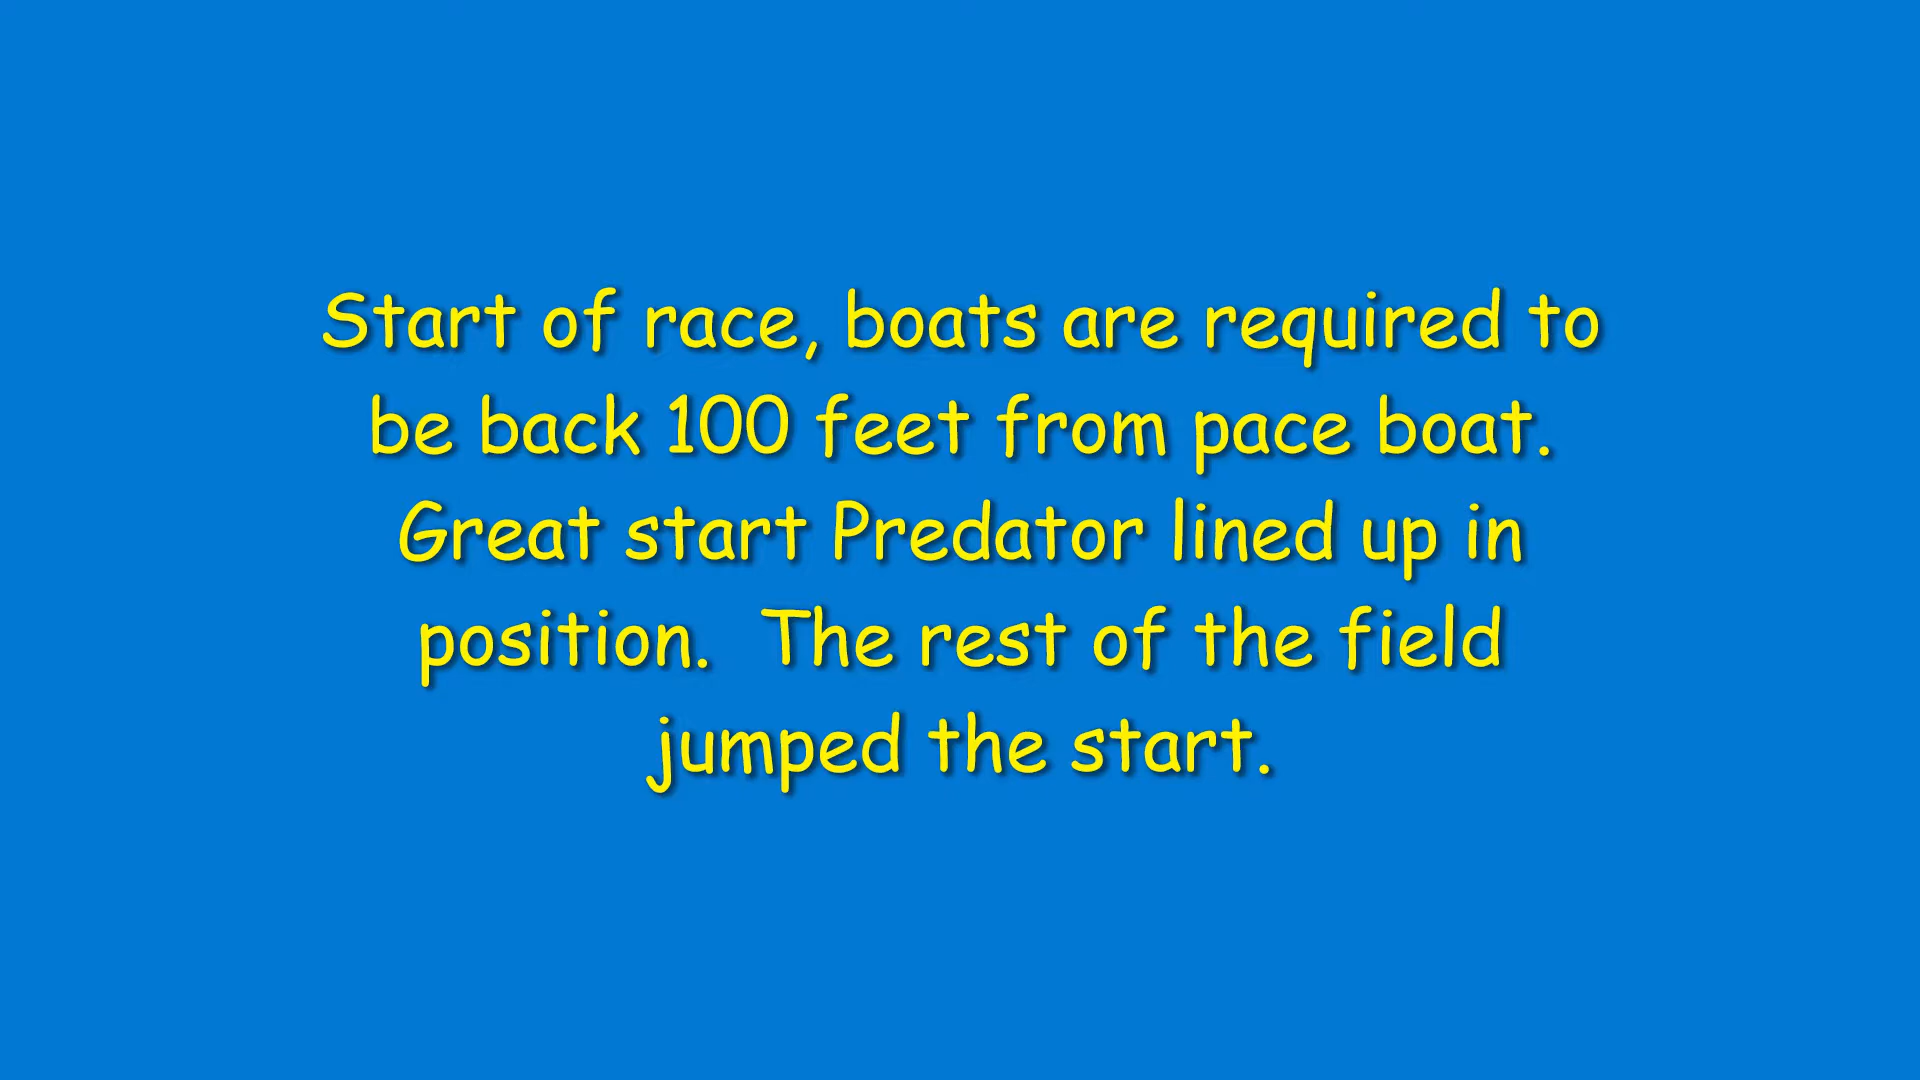 Start of race, boats are required to
be back 100 feet from pace boat.
Great start Predator lined up in
position.  The rest of the field
jumped the start.